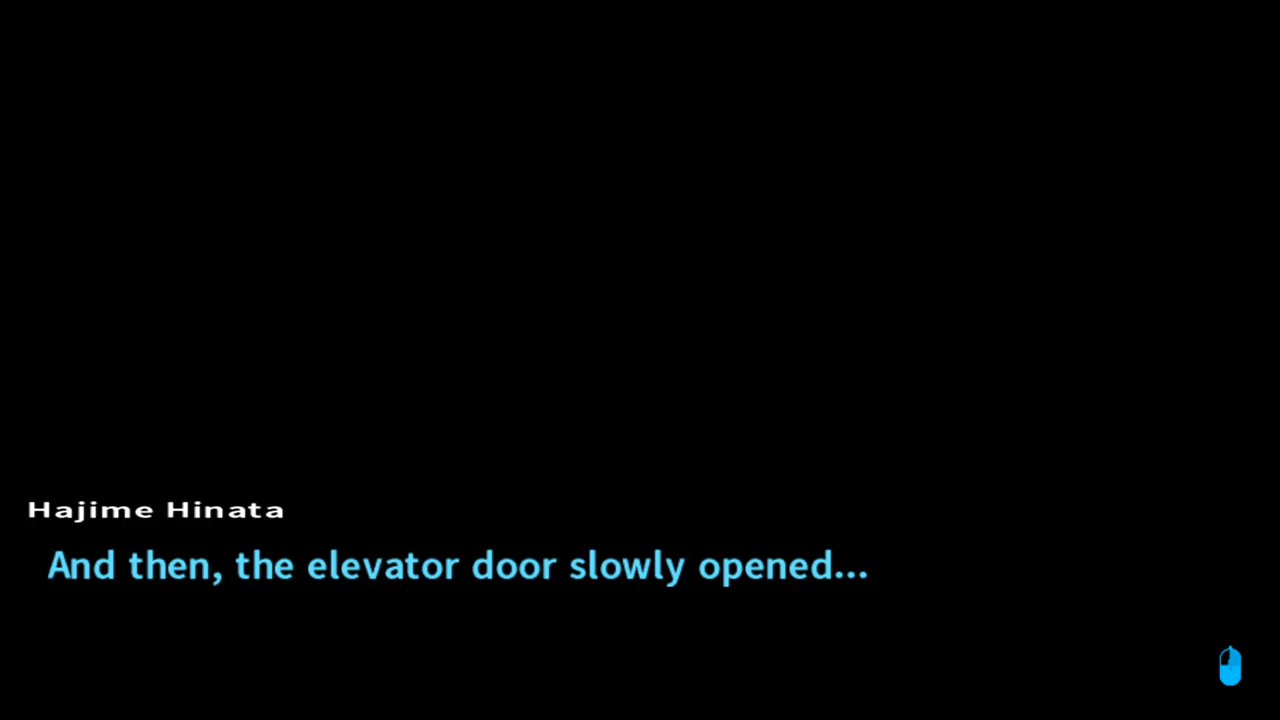 Hajime Hinata
And then, the elevator door slowly opened...